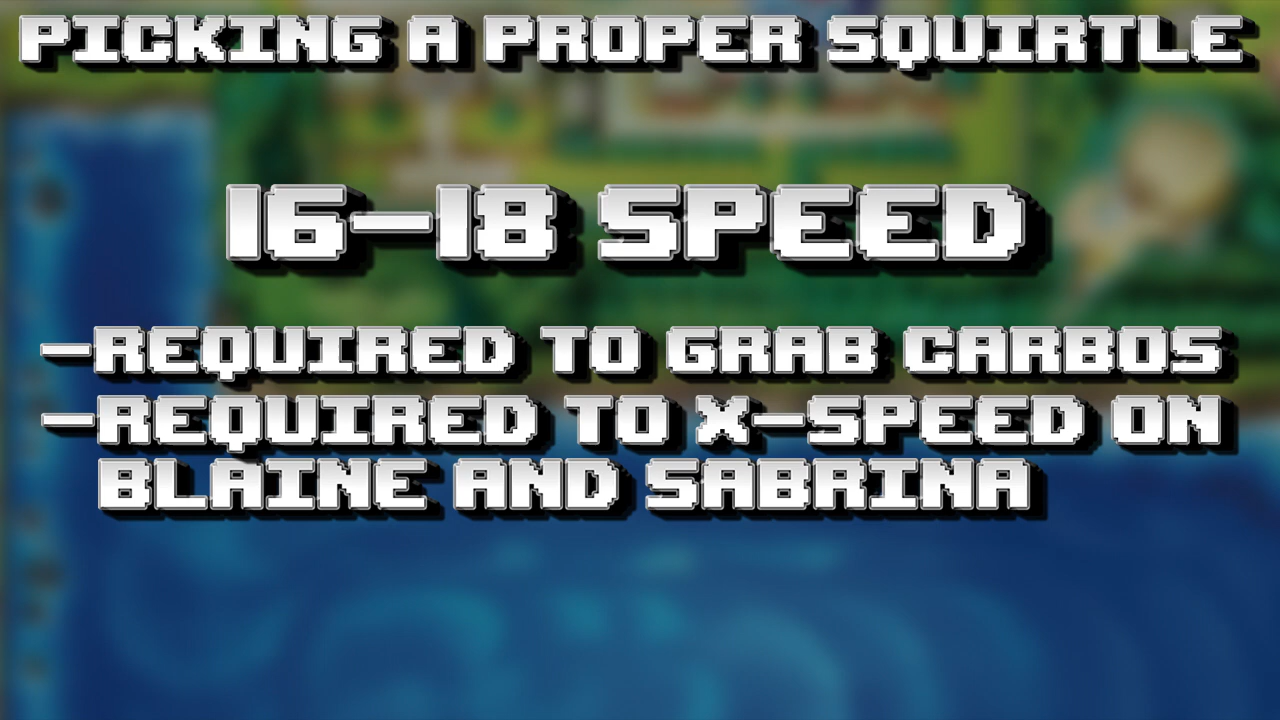 PICKING A PROPER SQUIRTLE
16-18 SPEED
-REQUIRED TO GRAB CARBOS
-REQUIRED TO X-SPEED ON
BLAINE AND SABRINA